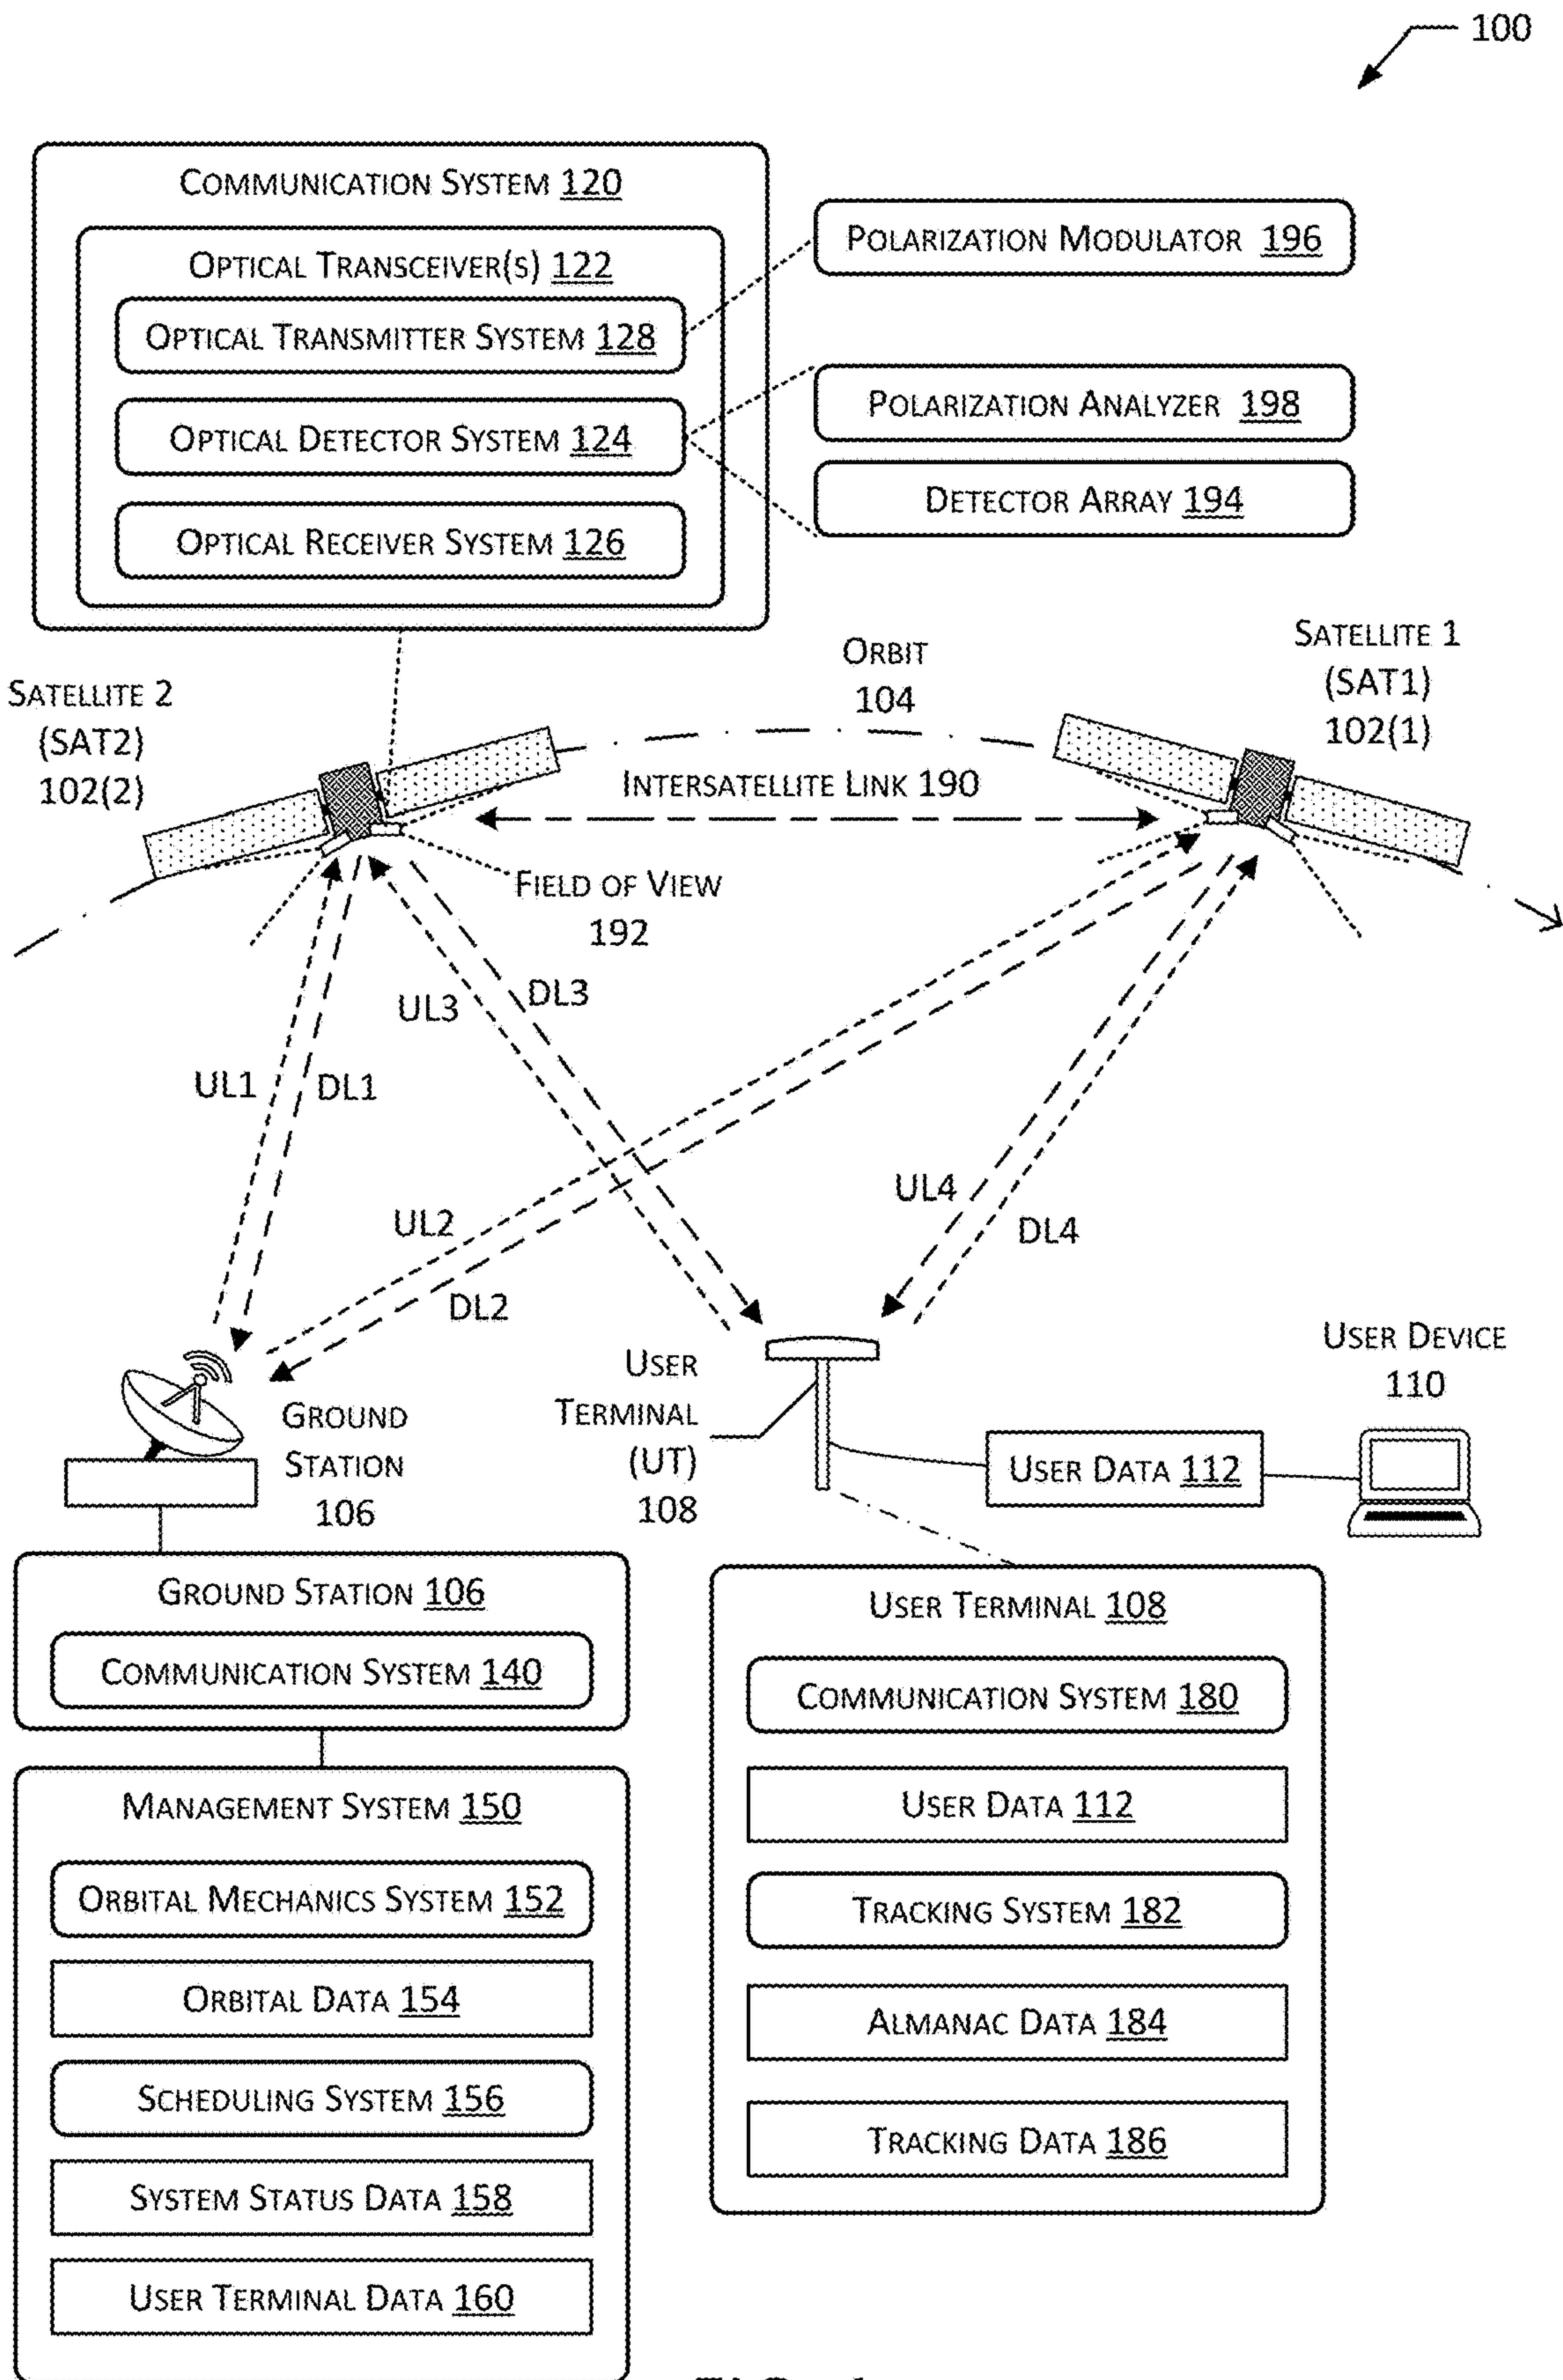 100
COMMUNICATION SYSTEM 120
OPTICAL TRANSCEIVER(S) 122
OPTICAL TRANSMITTER SYSTEM 128
OPTICAL DETECTOR SYSTEM 124
OPTICAL RECEIVER SYSTEM 126
POLARIZATION MODULATOR 196
POLARIZATION ANALYZER 198
DETECTOR ARRAY 194
SATELLITE 2
(SAT2)
102(2)
ORBIT
104
SATELLITE 1
(SAT1)
102(1)
INTERSATELLITE LINK 190
FIELD OF VIEW
192
UL3
DL3
UL1
DL1
UL2
DL2
UL4
DL4
GROUND
STATION
106
USER
TERMINAL
(UT)
108
USER DATA 112
USER DEVICE
110
GROUND STATION 106
COMMUNICATION SYSTEM 140
MANAGEMENT SYSTEM 150
ORBITAL MECHANICS SYSTEM 152
ORBITAL DATA 154
SCHEDULING SYSTEM 156
SYSTEM STATUS DATA 158
USER TERMINAL DATA 160
USER TERMINAL 108
COMMUNICATION SYSTEM 180
USER DATA 112
TRACKING SYSTEM 182
ALMANAC DATA 184
TRACKING DATA 186